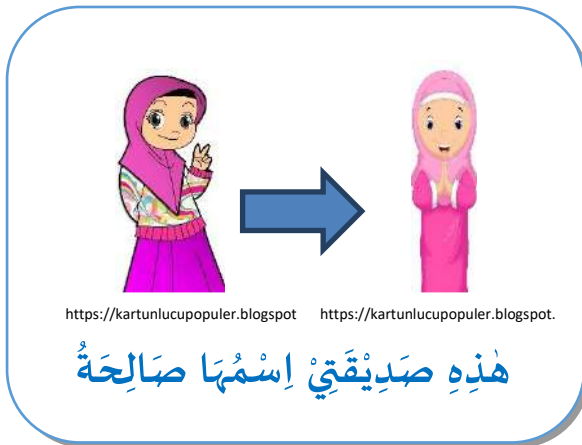 https://kartunlucupopuler.blogspot https://kartunlucupopuler.blogspot.
هٰذِهِ صَدِيْقَتِيْ اِسْمُهَا صَالِحَةُ